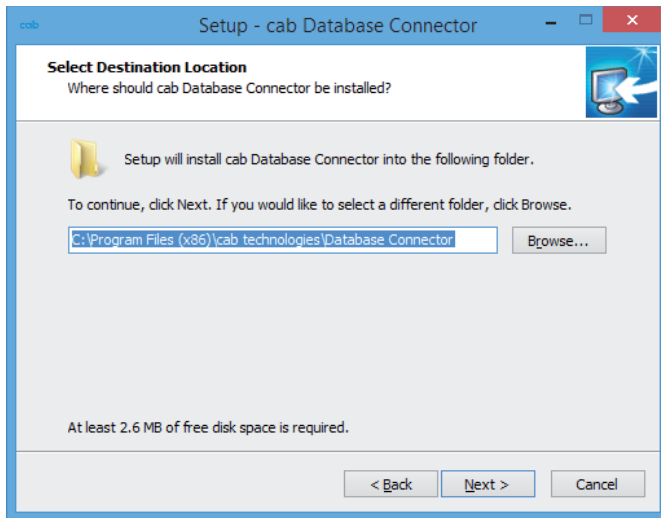 cab
Setup - cab Database Connector
Select Destination Location
Where should cab Database Connector be installed?
Setup will install cab Database Connector into the following folder.
To continue, click Next. If you would like to select a different folder, click Browse.
C:\Program Files (x86)\cab technologies\Database Connector
Browse...
At least 2.6 MB of free disk space is required.
< Back
Next >
Cancel